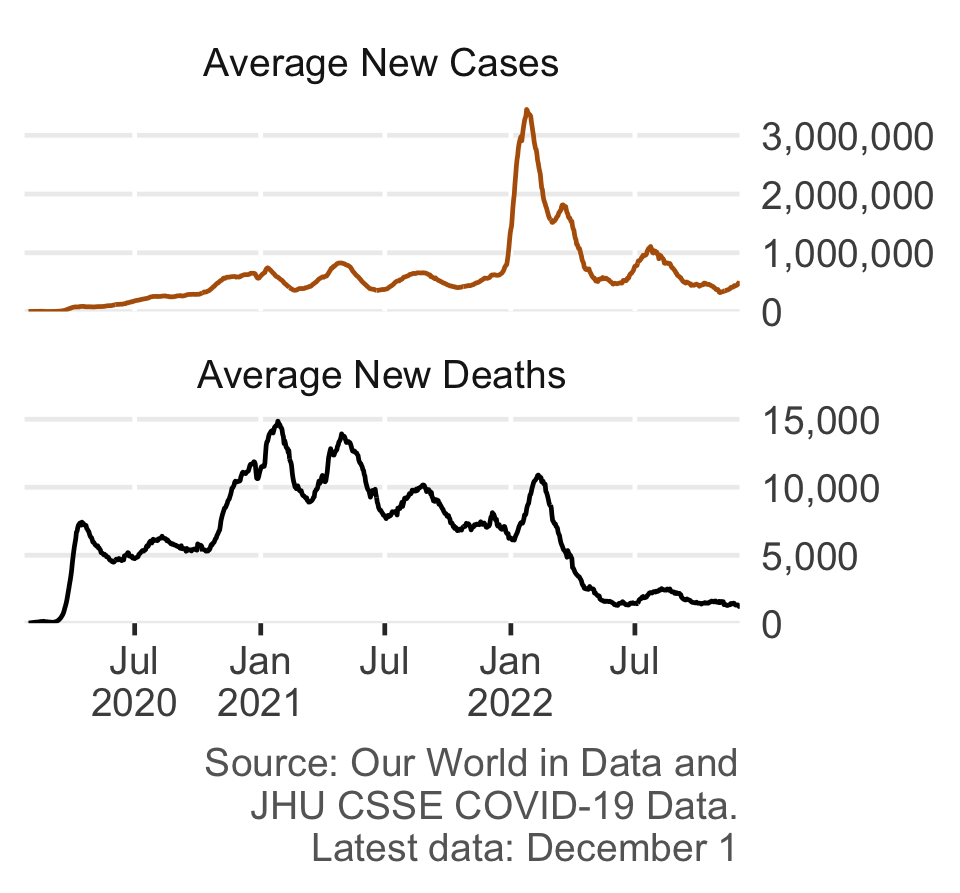 Average New Cases
3,000,000
2,000,000
1,000,000
0
Average New Deaths
15,000
10,000
5,000
0
Jul Jan Jul Jan Jul
2020 2021 2022
Source: Our World in Data and
JHU CSSE COVID-19 Data.
Latest data: December 1